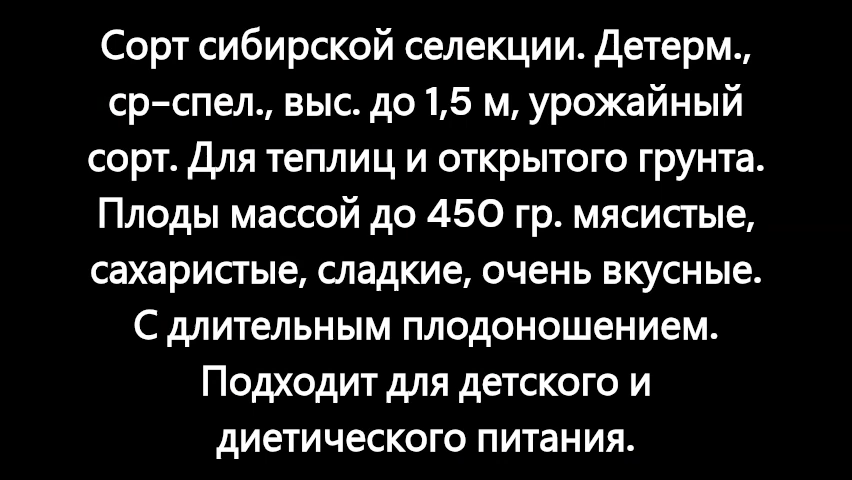 Сорт сибирской селекции. Детерм.,
ср-спел., выс. до 1,5 м, урожайный
сорт. Для теплиц и открытого грунта.
Плоды массой до 450 гр. мясистые,
сахаристые, сладкие, очень вкусные.
С длительным плодоношением.
Подходит для детского и
диетического питания.